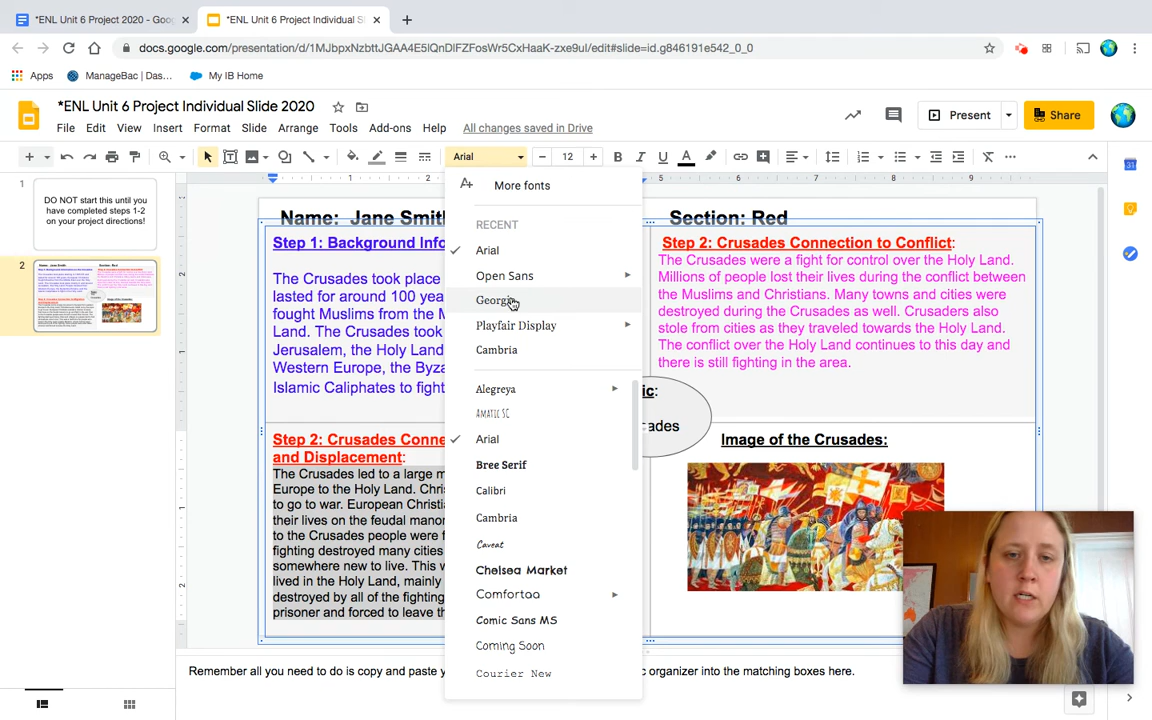 *ENL Unit 6 Project 2020 - Goo
*ENL Unit 6 Project Individual S
docs.google.com/presentation/d/1MJbpxNzbttJGAA4E5lQnDlFZFosWr5CxHaaK-zxe9ul/edit#slide=id.g846191e542_0_0
Apps ManageBac | Das... My IB Home
*ENL Unit 6 Project Individual Slide 2020
File Edit View Insert Format Slide Arrange Tools Add-ons Help All changes saved in Drive
Present Share
Arial 12 B I U A
1 2 5 6 7 8 9
More fonts
RECENT
Arial
Open Sans
Georgia
Playfair Display
Cambria
Alegreya
Amatic SC
Arial
Bree Serif
Calibri
Cambria
Caveat
Chelsea Market
Comfortaa
Comic Sans MS
Coming Soon
Courier New
1
DO NOT start this until you
have completed steps 1-2
on your project directions!
2
Name: Jane Smit
Section: Red
Step 1: Background Info
The Crusades took place
lasted for around 100 yea
fought Muslims from the M
Land. The Crusades took
Jerusalem, the Holy Land
Western Europe, the Byza
Islamic Caliphates to fight
Step 2: Crusades Connection to Conflict:
The Crusades were a fight for control over the Holy Land.
Millions of people lost their lives during the conflict between
the Muslims and Christians. Many towns and cities were
destroyed during the Crusades as well. Crusaders also
stole from cities as they traveled towards the Holy Land.
The conflict over the Holy Land continues to this day and
there is still fighting in the area.
ic:
ades
Step 2: Crusades Conne
and Displacement:
The Crusades led to a large m
Europe to the Holy Land. Chri
to go to war. European Christi
their lives on the feudal manor
to the Crusades people were f
fighting destroyed many cities
somewhere new to live. This w
lived in the Holy Land, mainly
destroyed by all of the fighting
prisoner and forced to leave th
Image of the Crusades:
Remember all you need to do is copy and paste y
c organizer into the matching boxes here.